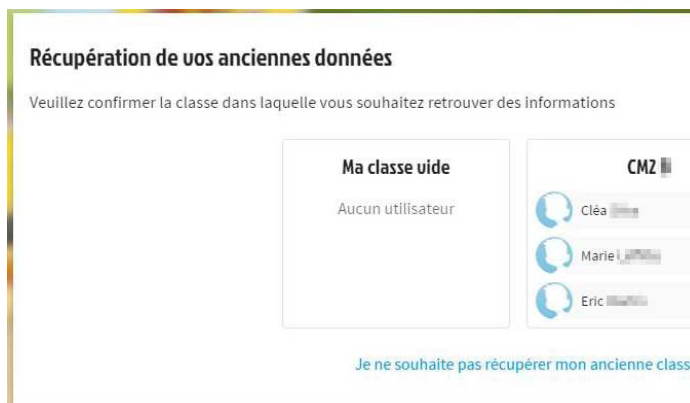 Récupération de vos anciennes données
Veuillez confirmer la classe dans laquelle vous souhaitez retrouver des informations
Ma classe vide
Aucun utilisateur
CM2
Cléa
Marie
Eric
Je ne souhaite pas récupérer mon ancienne class